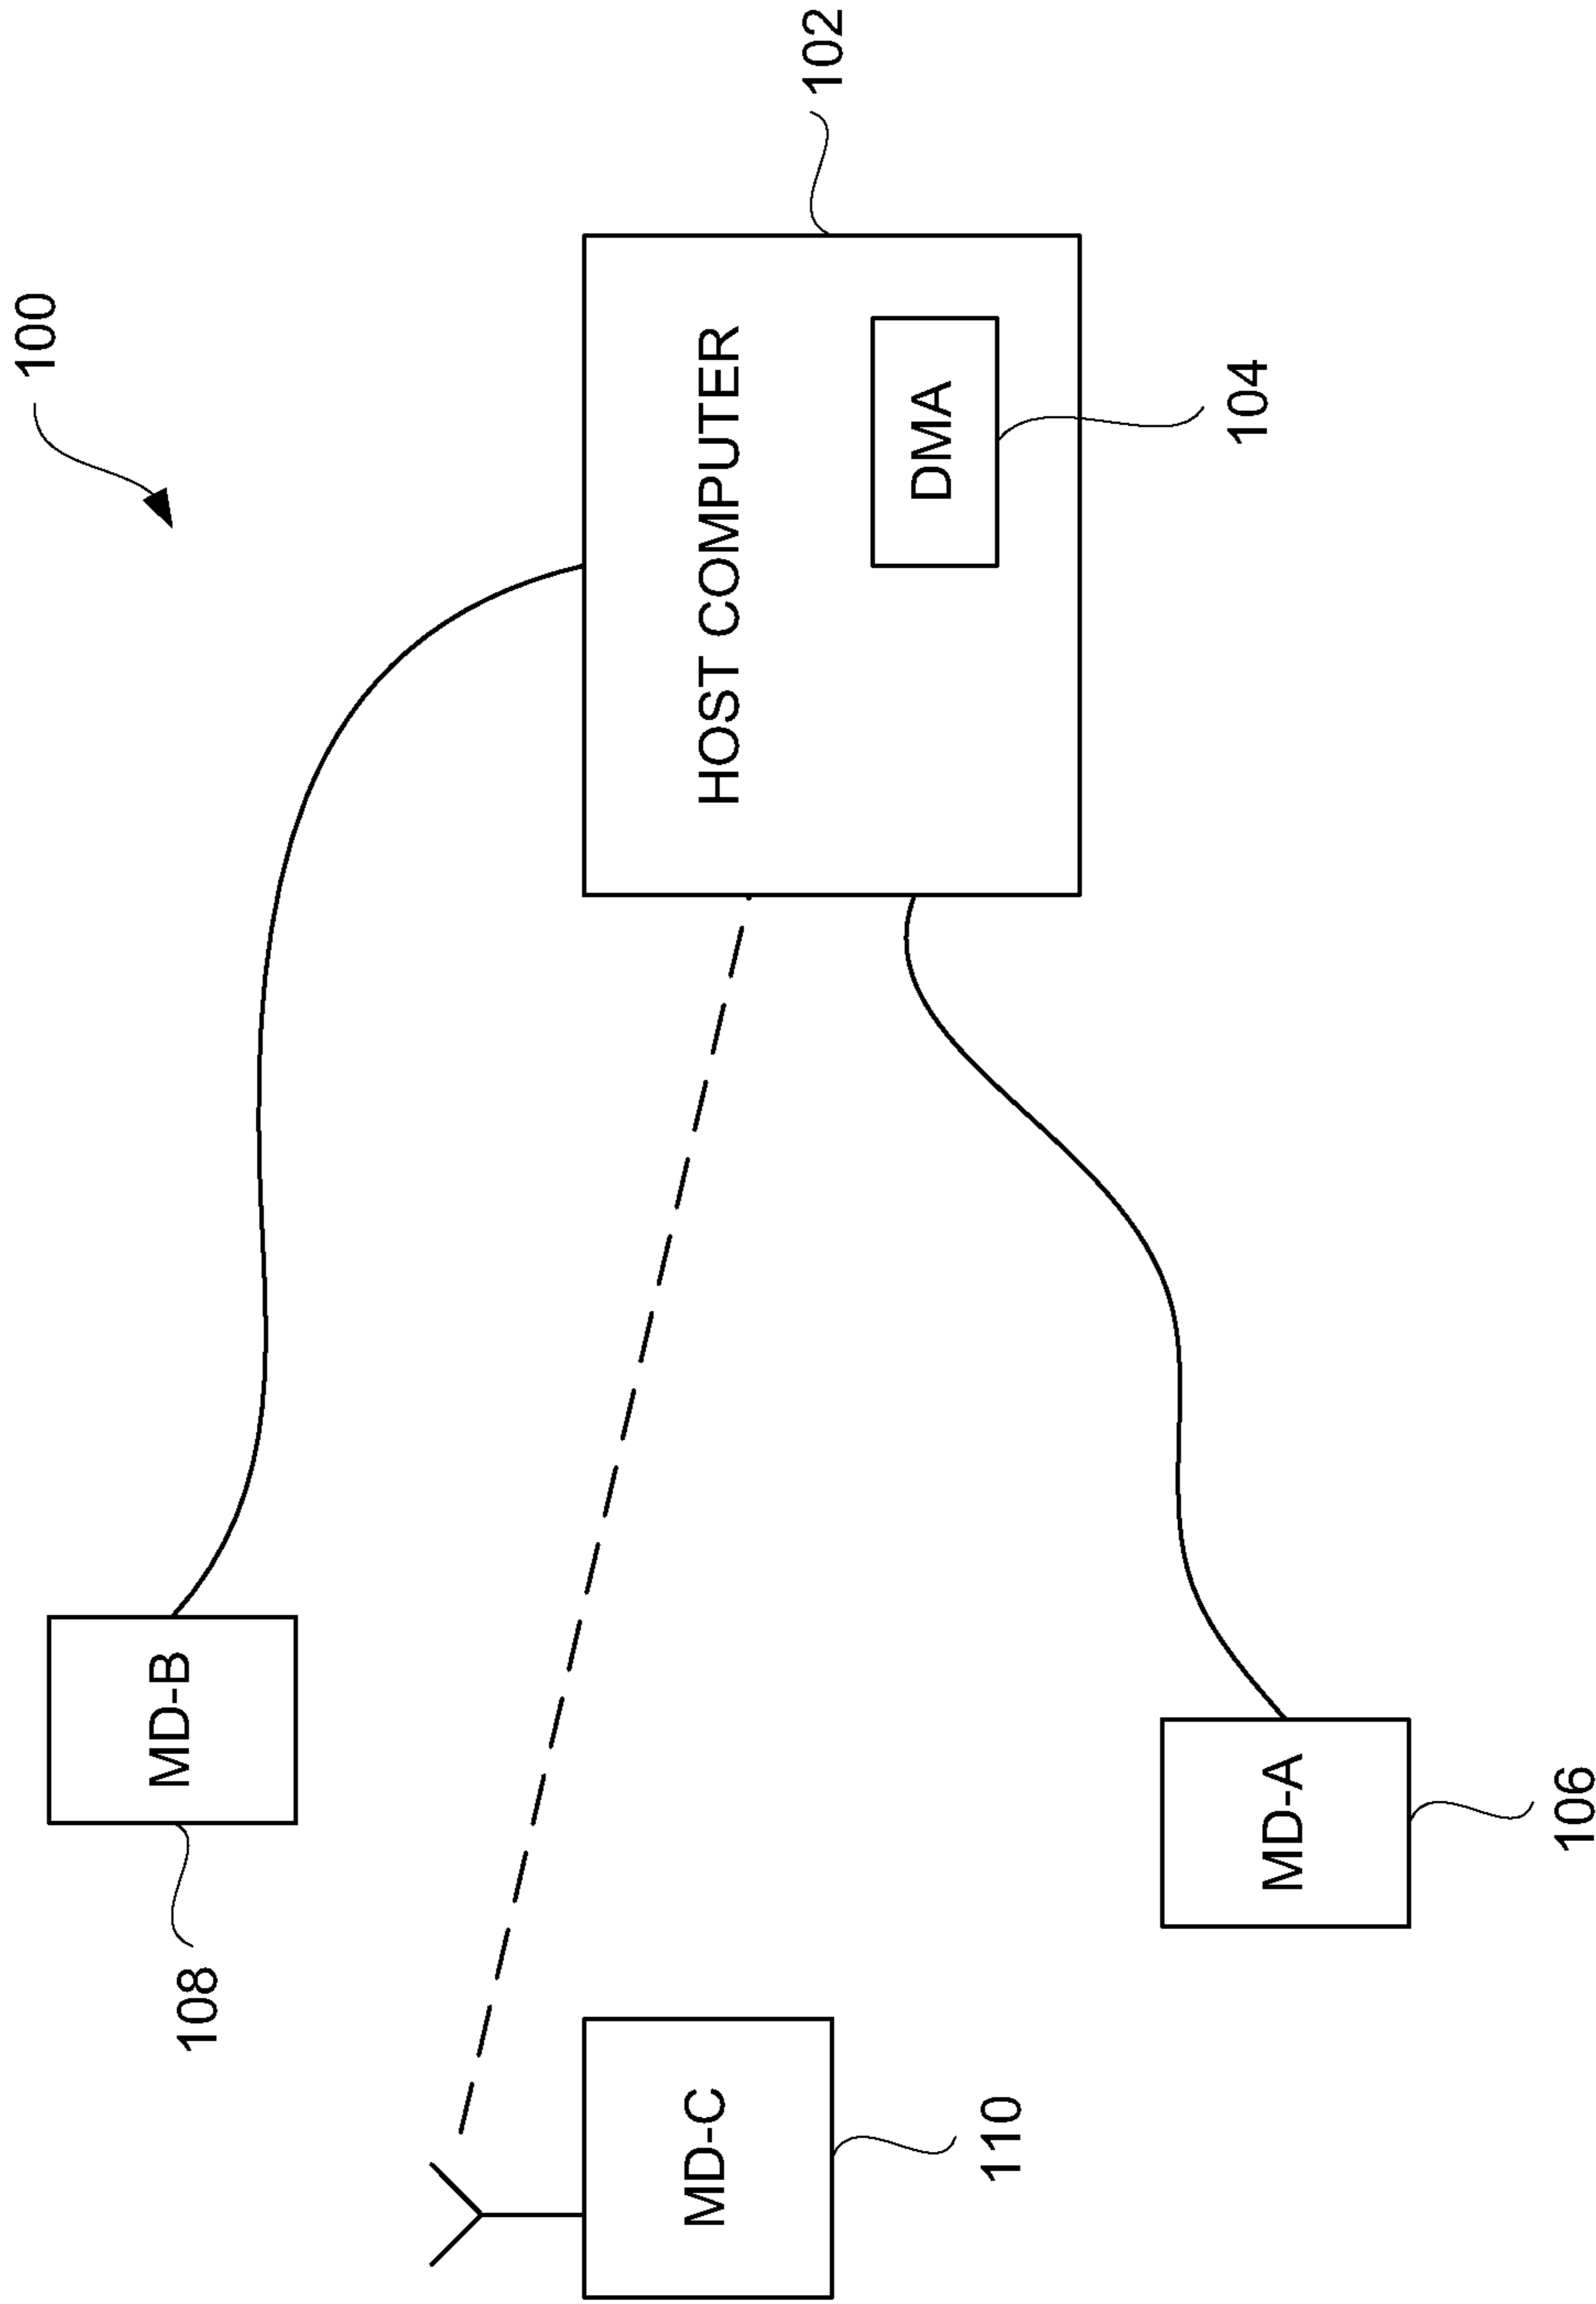 100
MD-B
108
HOST COMPUTER
102
MD-C
110
DMA
104
MD-A
106